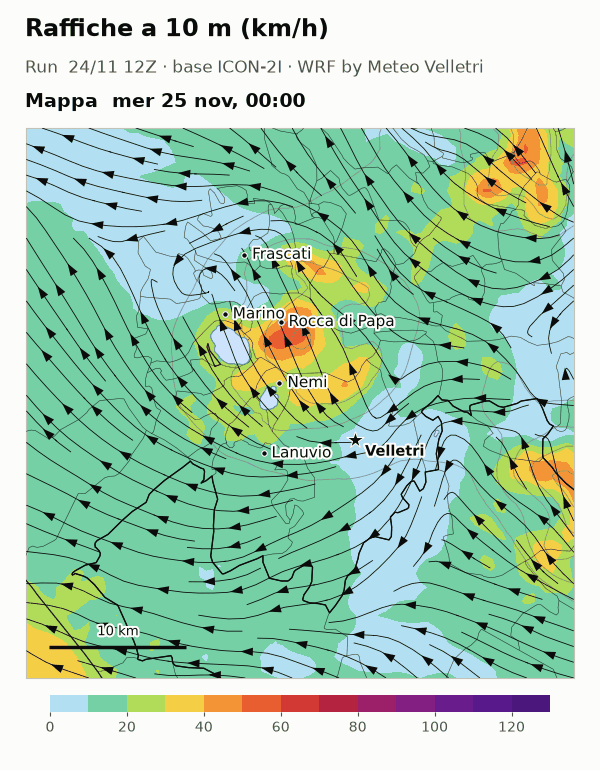 Raffiche a 10 m (km/h)
Run  24/11 12Z · base ICON-2I · WRF by Meteo Velletri
Mappa  mer 25 nov, 00:00
Frascati
Marino
Rocca di Papa
Nemi
Velletri
Lanuvio
10 km
0 20 40 60 80 100 120